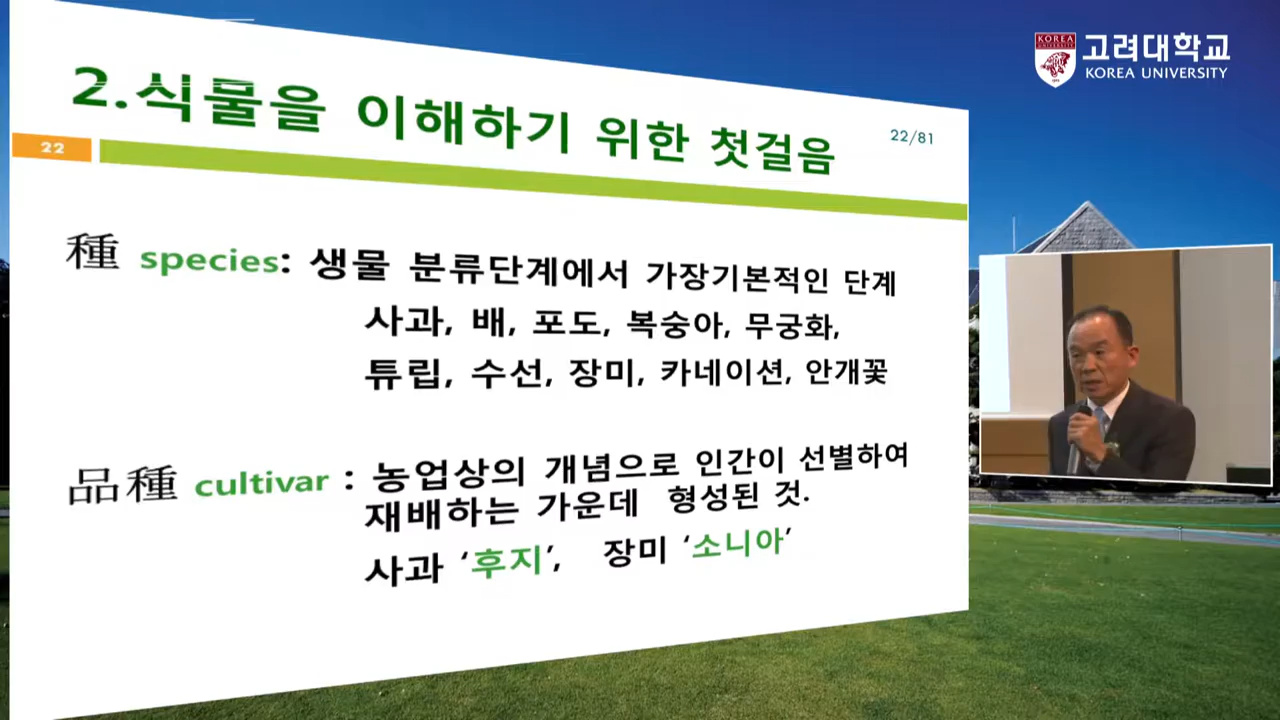 KOREA
고려대학교
KOREA UNIVERSITY
2.식물을 이해하기 위한 첫걸음
22/81
22
種 species: 생물 분류단계에서 가장기본적인 단계
사과, 배, 포도, 복숭아, 무궁화,
튜립, 수선, 장미, 카네이션, 안개꽃
品種 cultivar : 농업상의 개념으로 인간이 선별하여
재배하는 가운데 형성된 것.
사과 ‘후지’, 장미 ‘소니아’